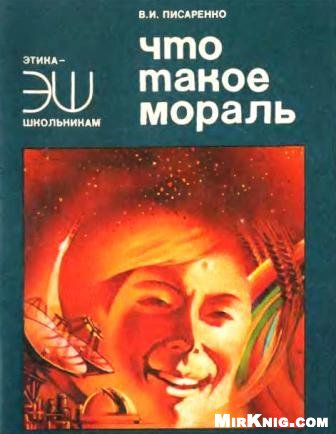 В.И. ПИСАРЕНКО
ЭТИКА–
ЭШ
ШКОЛЬНИКАМ
что
такое
мораль
MirKnig.com